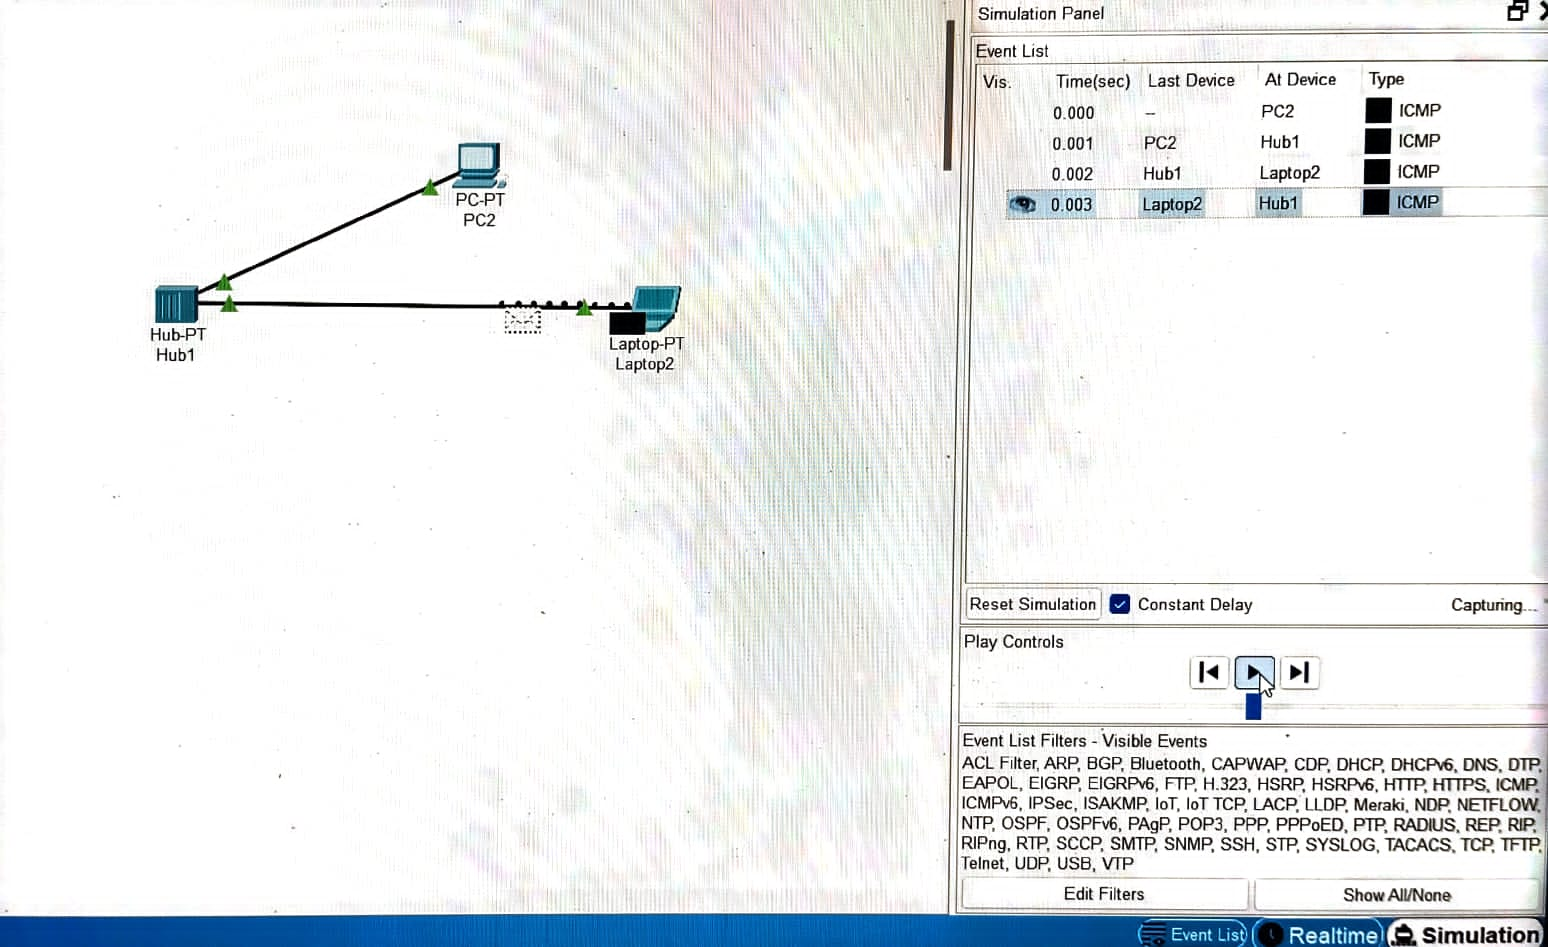 Simulation Panel
Event List
Vis. Time(sec) Last Device At Device Type
0.000 -- PC2 ICMP
0.001 PC2 Hub1 ICMP
0.002 Hub1 Laptop2 ICMP
0.003 Laptop2 Hub1 ICMP
PC-PT
PC2
Hub-PT
Hub1
Laptop-PT
Laptop2
Reset Simulation Constant Delay Capturing...
Play Controls
Event List Filters - Visible Events
ACL Filter, ARP, BGP, Bluetooth, CAPWAP, CDP, DHCP, DHCPv6, DNS, DTP,
EAPOL, EIGRP, EIGRPv6, FTP, H.323, HSRP, HSRPv6, HTTP, HTTPS, ICMP,
ICMPv6, IPSec, ISAKMP, IoT, IoT TCP, LACP, LLDP, Meraki, NDP, NETFLOW,
NTP, OSPF, OSPFv6, PAgP, POP3, PPP, PPPoED, PTP, RADIUS, REP, RIP,
RIPng, RTP, SCCP, SMTP, SNMP, SSH, STP, SYSLOG, TACACS, TCP, TFTP,
Telnet, UDP, USB, VTP
Edit Filters Show All/None
Event List Realtime Simulation